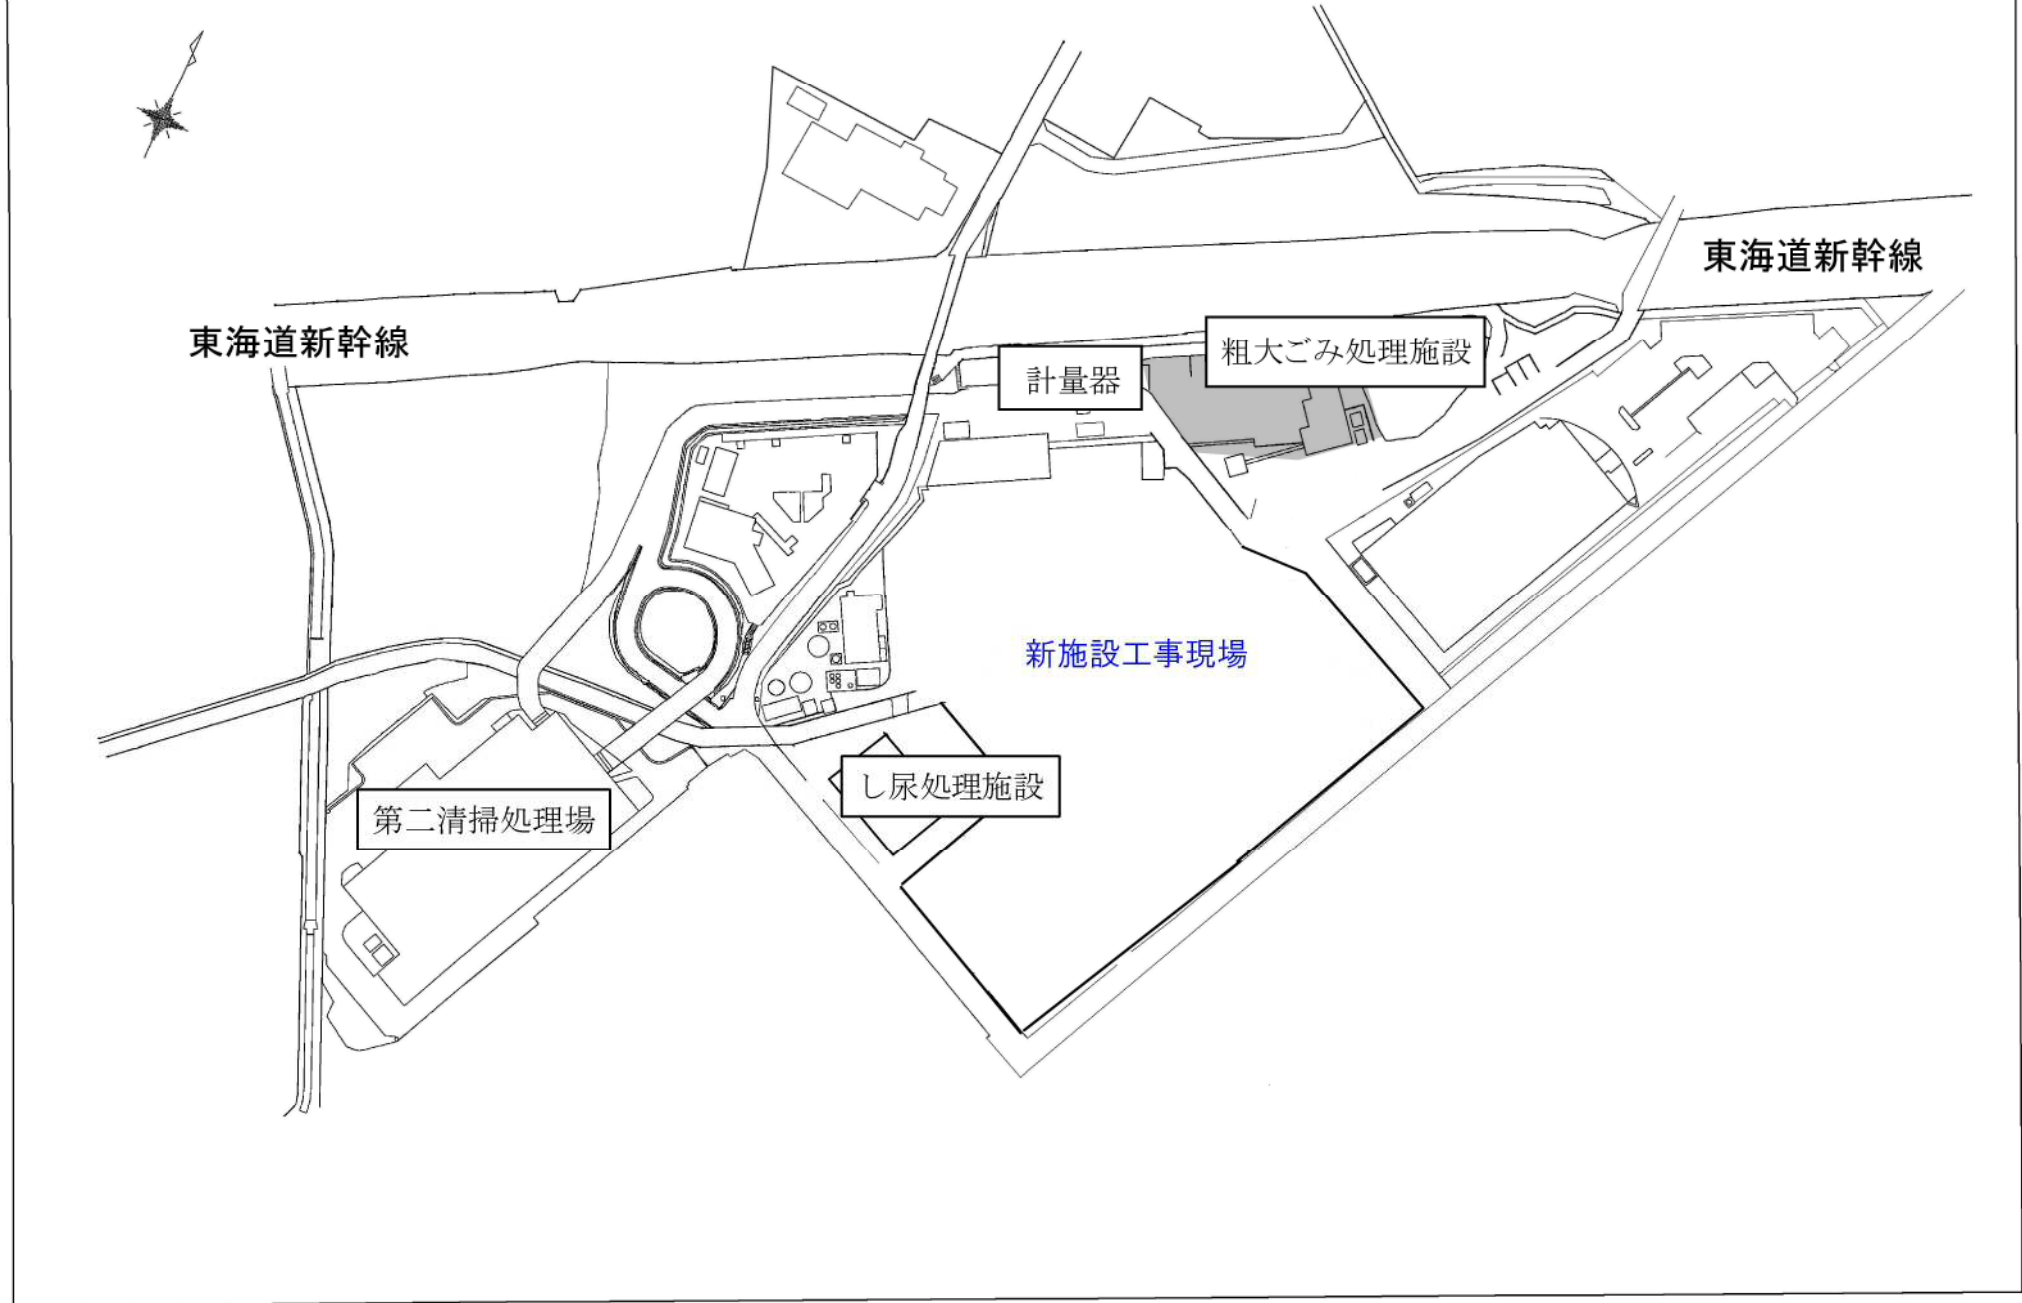 東海道新幹線
東海道新幹線
粗大ごみ処理施設
計量器
新施設工事現場
し尿処理施設
第二清掃処理場